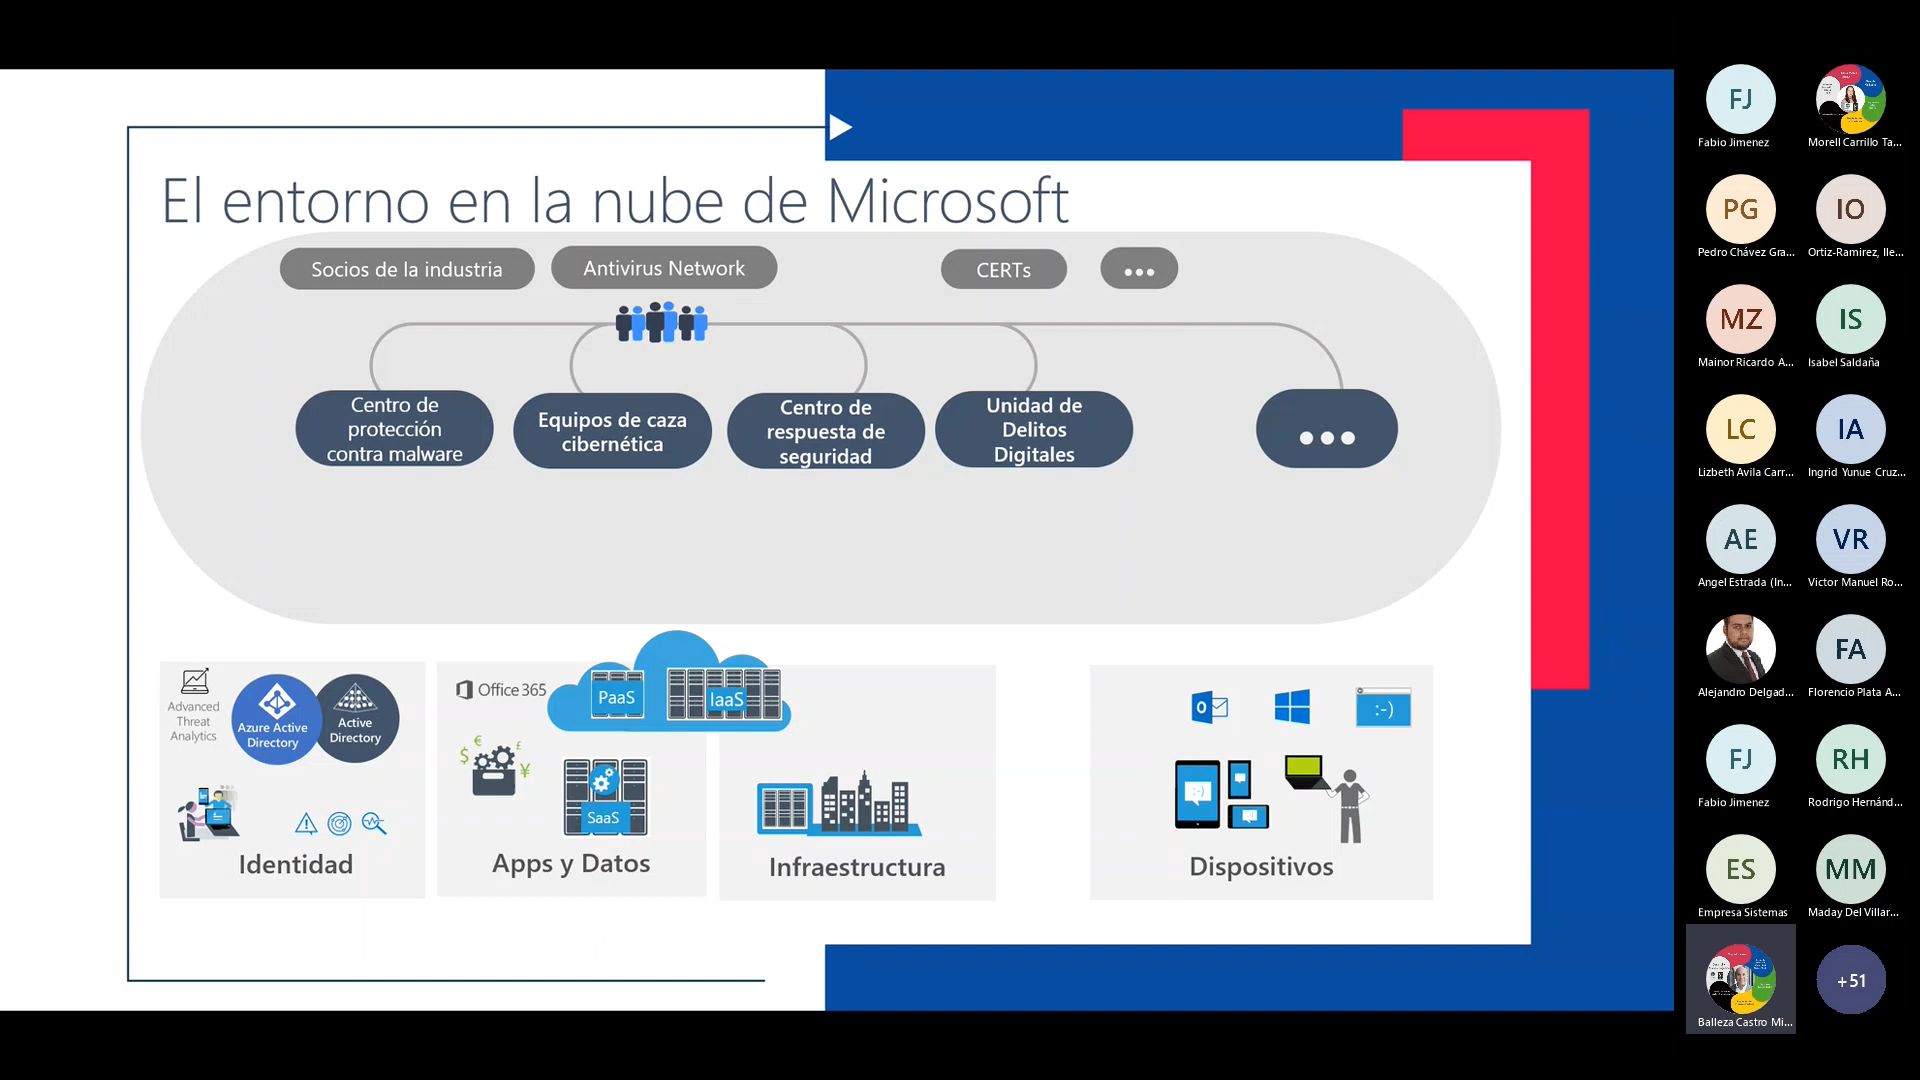 El entorno en la nube de Microsoft
Socios de la industria
Antivirus Network
CERTs
...
Centro de
protección
contra malware
Equipos de caza
cibernética
Centro de
respuesta de
seguridad
Unidad de
Delitos
Digitales
...
Advanced
Threat
Analytics
Azure Active
Directory
Active
Directory
Identidad
Office 365
PaaS
IaaS
$ € £ ¥
SaaS
Apps y Datos
Infraestructura
:-)
Dispositivos
FJ
Fabio Jimenez
Morell Carrillo Ta...
PG
Pedro Chávez Gra...
IO
Ortiz-Ramirez, Ile...
MZ
Mainor Ricardo A...
IS
Isabel Saldaña
LC
Lizbeth Avila Carr...
IA
Ingrid Yunue Cruz...
AE
Angel Estrada (In...
VR
Victor Manuel Ro...
Alejandro Delgad...
FA
Florencio Plata A...
FJ
Fabio Jimenez
RH
Rodrigo Hernánd...
ES
Empresa Sistemas
MM
Maday Del Villar...
Balleza Castro Mi...
+51